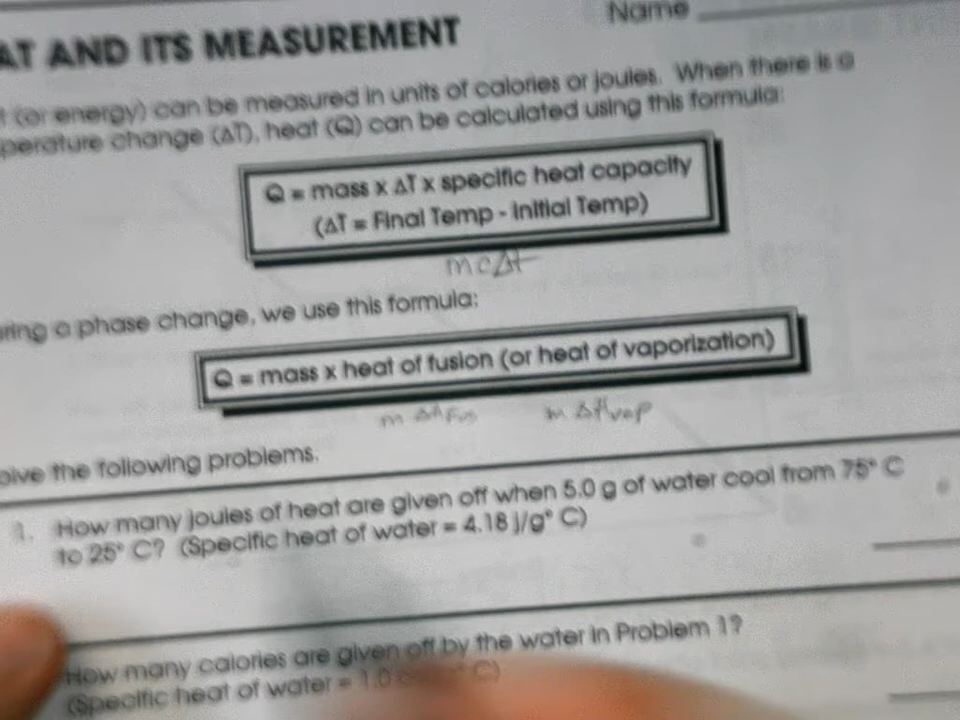 Name
AT AND ITS MEASUREMENT
t (or energy) can be measured in units of calories or joules. When there is a
perature change (ΔT), heat (Q) can be calculated using this formula:
Q = mass x ΔT x specific heat capacity
(ΔT = Final Temp - Initial Temp)
mcΔt
ring a phase change, we use this formula:
Q = mass x heat of fusion (or heat of vaporization)
m ΔHfus m ΔHvap
olve the following problems.
1. How many joules of heat are given off when 5.0 g of water cool from 75° C
to 25° C? (Specific heat of water = 4.18 j/g° C)
How many calories are given off by the water in Problem 1?
(Specific heat of water = 1.0 C)